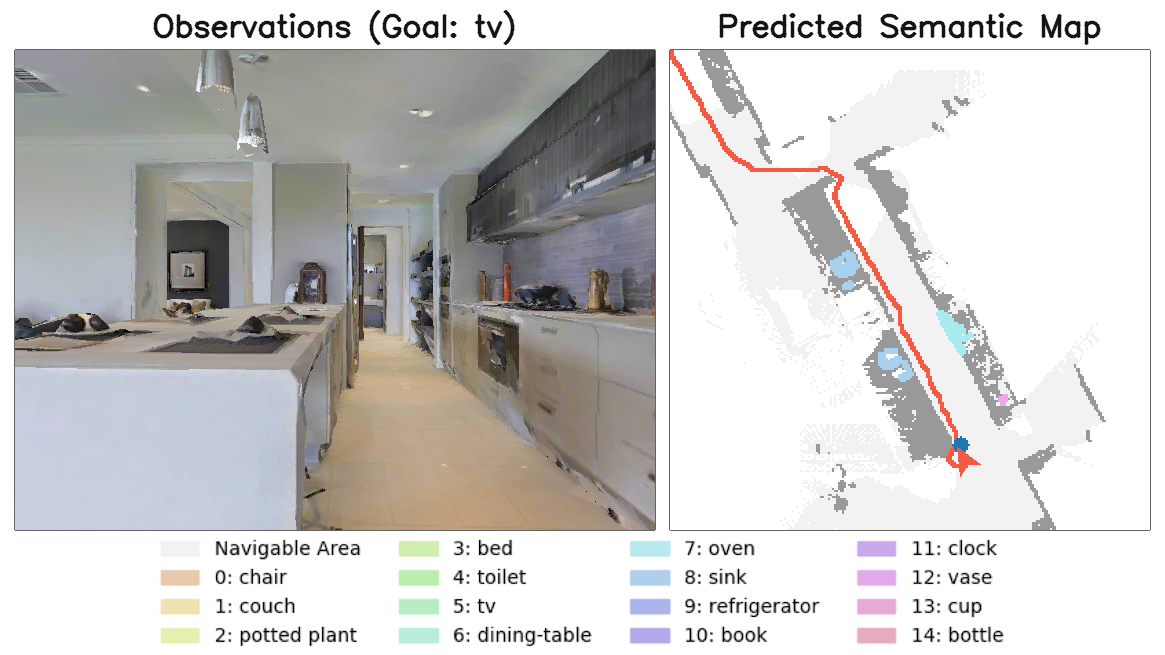 Observations (Goal: tv)
Predicted Semantic Map
Navigable Area
0: chair
1: couch
2: potted plant
3: bed
4: toilet
5: tv
6: dining-table
7: oven
8: sink
9: refrigerator
10: book
11: clock
12: vase
13: cup
14: bottle